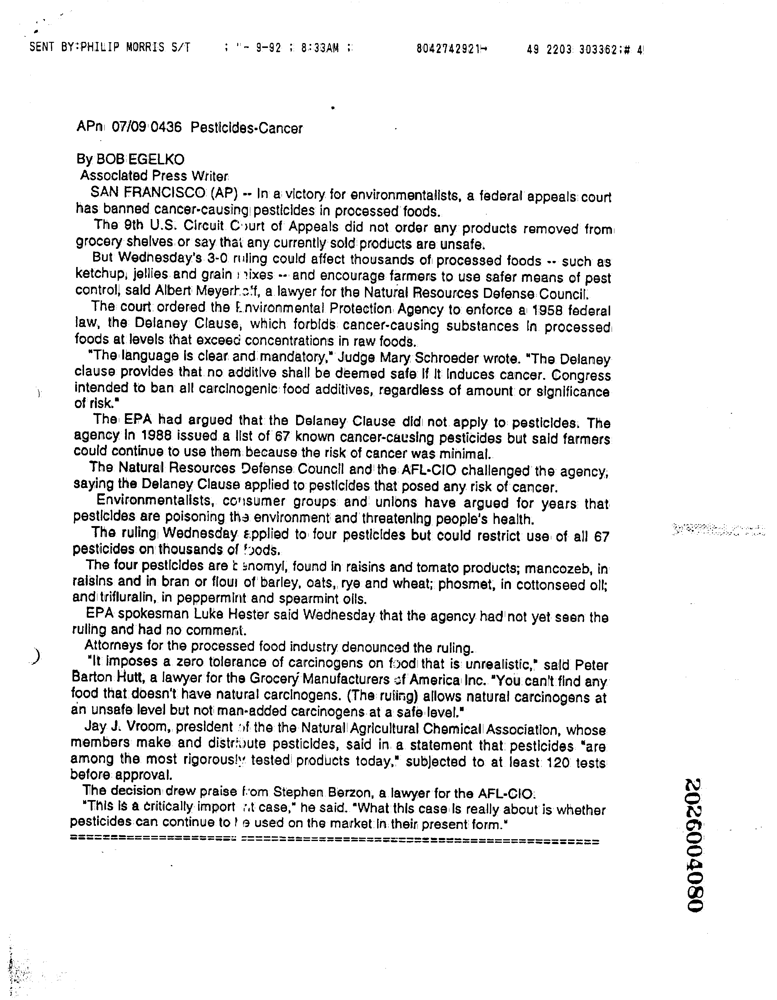 SENT BY:PHILIP MORRIS S/T ; "- 9-92 ; 8:33AM ; 8042742921→ 49 2203 303362;# 4
APn 07/09 0436 Pesticides-Cancer
By BOB EGELKO
Associated Press Writer
SAN FRANCISCO (AP) -- In a victory for environmentalists, a federal appeals court
has banned cancer-causing pesticides in processed foods.
The 9th U.S. Circuit Court of Appeals did not order any products removed from
grocery shelves or say that any currently sold products are unsafe.
But Wednesday's 3-0 ruling could affect thousands of processed foods -- such as
ketchup, jellies and grain mixes -- and encourage farmers to use safer means of pest
control, said Albert Meyerhoff, a lawyer for the Natural Resources Defense Council.
The court ordered the Environmental Protection Agency to enforce a 1958 federal
law, the Delaney Clause, which forbids cancer-causing substances in processed
foods at levels that exceed concentrations in raw foods.
"The language is clear and mandatory," Judge Mary Schroeder wrote. "The Delaney
clause provides that no additive shall be deemed safe if it induces cancer. Congress
intended to ban all carcinogenic food additives, regardless of amount or significance
of risk."
The EPA had argued that the Delaney Clause did not apply to pesticides. The
agency in 1988 issued a list of 67 known cancer-causing pesticides but said farmers
could continue to use them because the risk of cancer was minimal.
The Natural Resources Defense Council and the AFL-CIO challenged the agency,
saying the Delaney Clause applied to pesticides that posed any risk of cancer.
Environmentalists, consumer groups and unions have argued for years that
pesticides are poisoning the environment and threatening people's health.
The ruling Wednesday applied to four pesticides but could restrict use of all 67
pesticides on thousands of foods.
The four pesticides are benomyl, found in raisins and tomato products; mancozeb, in
raisins and in bran or flour of barley, oats, rye and wheat; phosmet, in cottonseed oil;
and trifluralin, in peppermint and spearmint oils.
EPA spokesman Luke Hester said Wednesday that the agency had not yet seen the
ruling and had no comment.
Attorneys for the processed food industry denounced the ruling.
"It imposes a zero tolerance of carcinogens on food that is unrealistic," said Peter
Barton Hutt, a lawyer for the Grocery Manufacturers of America Inc. "You can't find any
food that doesn't have natural carcinogens. (The ruling) allows natural carcinogens at
an unsafe level but not man-added carcinogens at a safe level."
Jay J. Vroom, president of the the Natural Agricultural Chemical Association, whose
members make and distribute pesticides, said in a statement that pesticides "are
among the most rigorously tested products today," subjected to at least 120 tests
before approval.
The decision drew praise from Stephen Berzon, a lawyer for the AFL-CIO.
"This is a critically important case," he said. "What this case is really about is whether
pesticides can continue to be used on the market in their present form."
2026004080